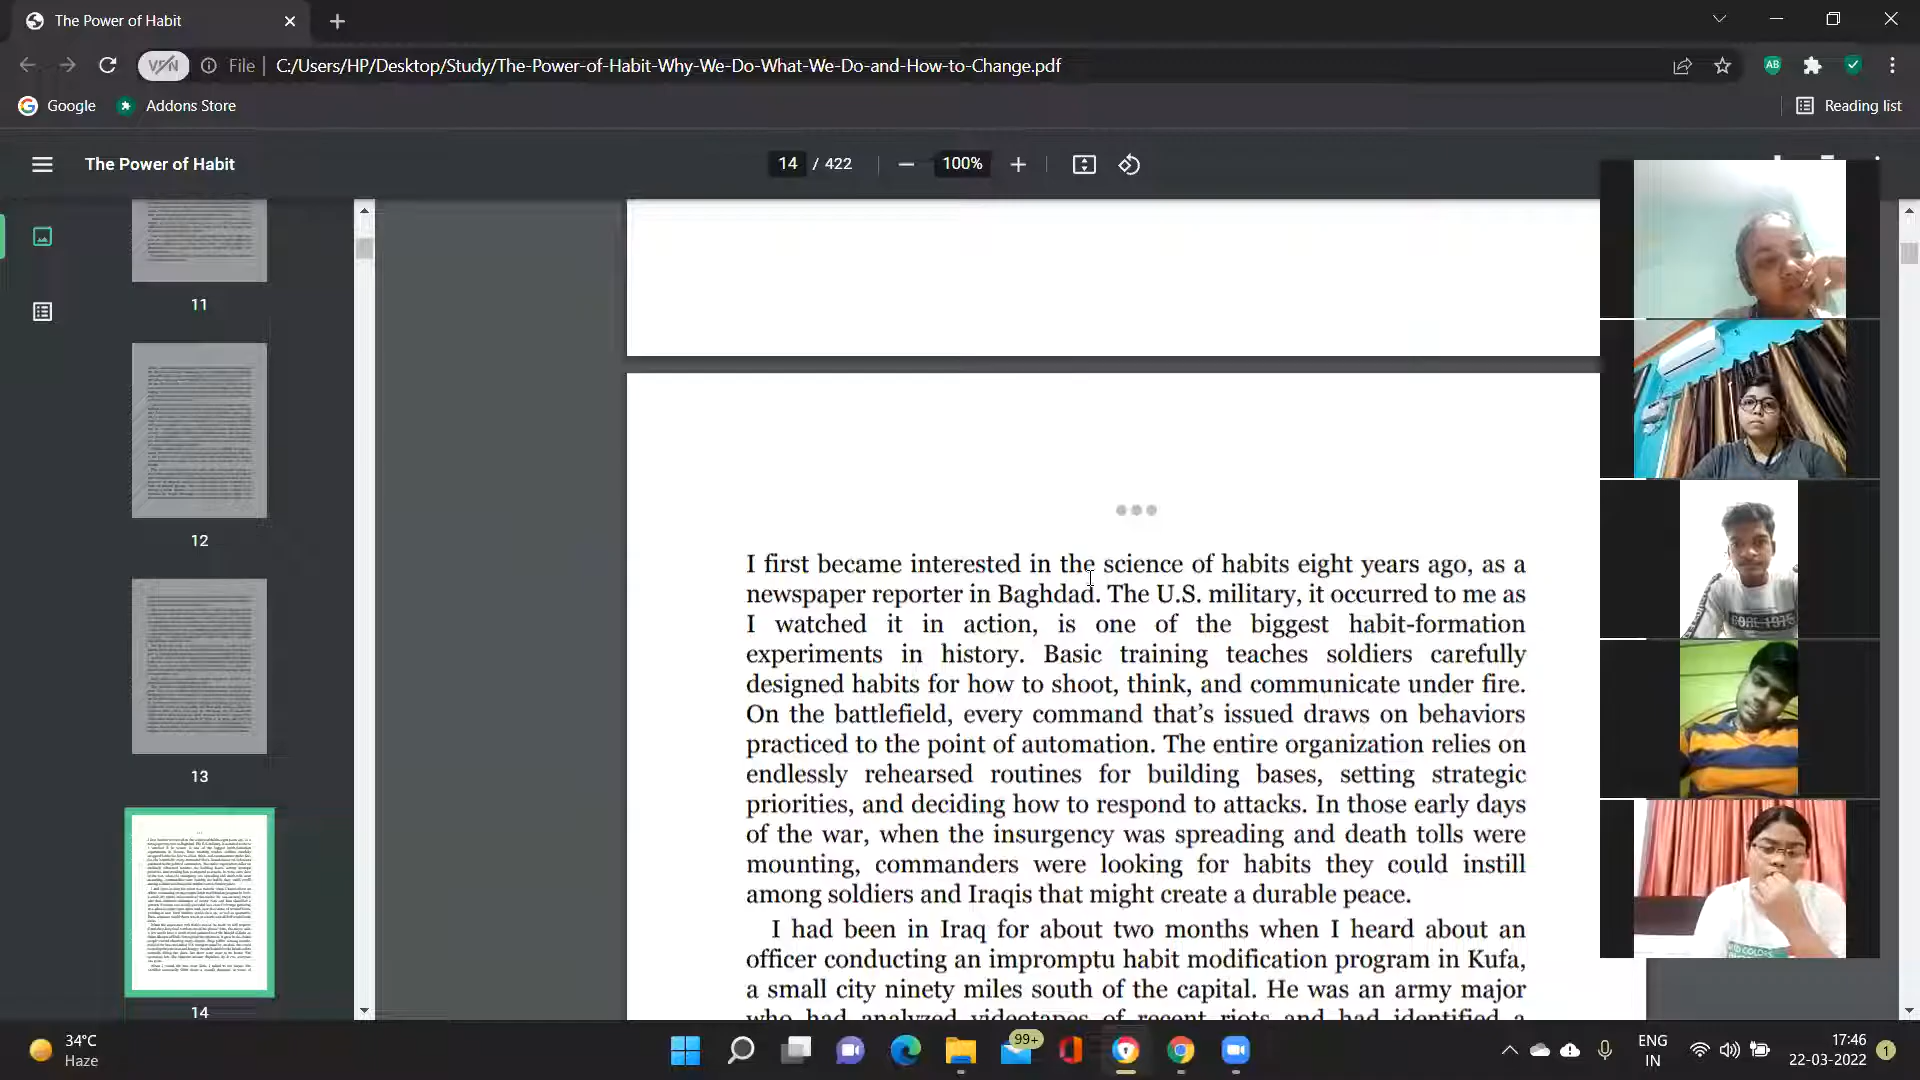 The Power of Habit
VPN
File
C:/Users/HP/Desktop/Study/The-Power-of-Habit-Why-We-Do-What-We-Do-and-How-to-Change.pdf
AB
Google
Addons Store
Reading list
The Power of Habit
14 / 422
100%
11
12
13
14
I first became interested in the science of habits eight years ago, as a
newspaper reporter in Baghdad. The U.S. military, it occurred to me as
I watched it in action, is one of the biggest habit-formation
experiments in history. Basic training teaches soldiers carefully
designed habits for how to shoot, think, and communicate under fire.
On the battlefield, every command that’s issued draws on behaviors
practiced to the point of automation. The entire organization relies on
endlessly rehearsed routines for building bases, setting strategic
priorities, and deciding how to respond to attacks. In those early days
of the war, when the insurgency was spreading and death tolls were
mounting, commanders were looking for habits they could instill
among soldiers and Iraqis that might create a durable peace.
I had been in Iraq for about two months when I heard about an
officer conducting an impromptu habit modification program in Kufa,
a small city ninety miles south of the capital. He was an army major
who had analyzed videotapes of recent riots and had identified a
34°C
Haze
99+
ENG
IN
17:46
22-03-2022
1